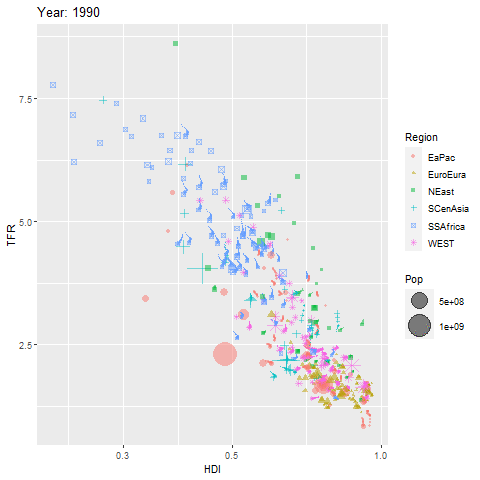 Year: 1990
TFR
7.5
5.0
2.5
0.3
0.5
1.0
HDI
Region
EaPac
EuroEura
NEast
SCenAsia
SSAfrica
WEST
Pop
5e+08
1e+09